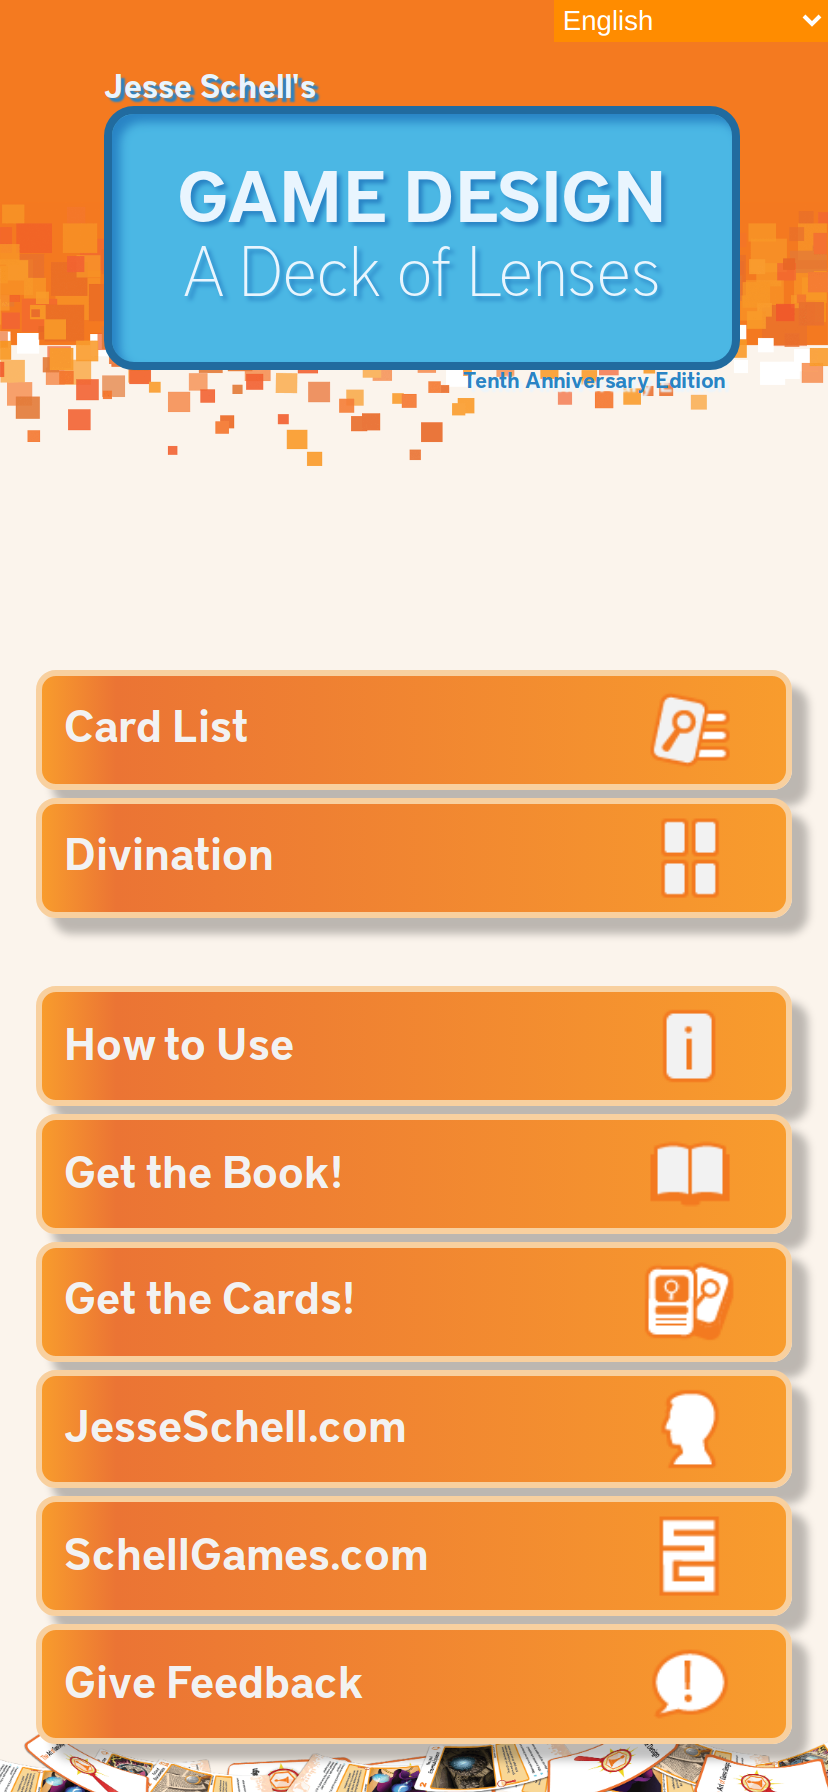 English
Jesse Schell's
GAME DESIGN
A Deck of Lenses
Tenth Anniversary Edition
Card List
Divination
How to Use
Get the Book!
Get the Cards!
JesseSchell.com
SchellGames.com
Give Feedback